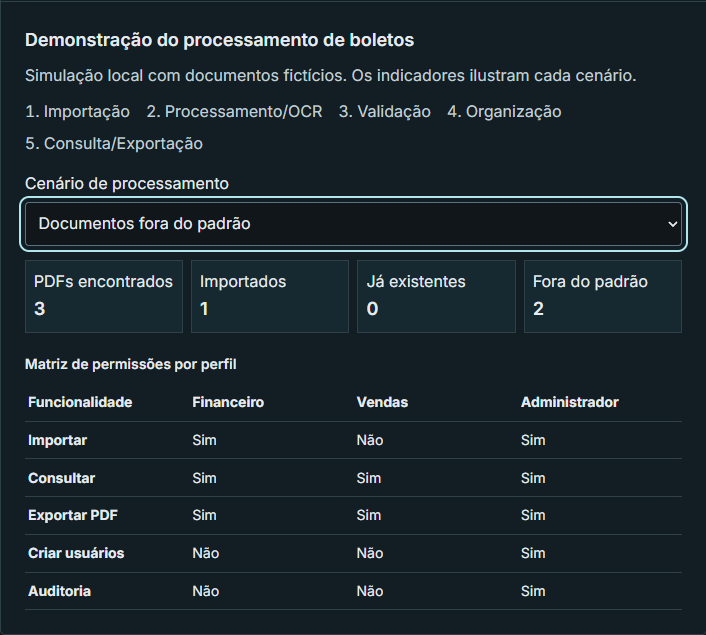 Demonstração do processamento de boletos
Simulação local com documentos fictícios. Os indicadores ilustram cada cenário.
1. Importação 2. Processamento/OCR 3. Validação 4. Organização
5. Consulta/Exportação
Cenário de processamento
Documentos fora do padrão
PDFs encontrados Importados Já existentes Fora do padrão
3 1 0 2
Matriz de permissões por perfil
Funcionalidade Financeiro Vendas Administrador
Importar Sim Não Sim
Consultar Sim Sim Sim
Exportar PDF Sim Sim Sim
Criar usuários Não Não Sim
Auditoria Não Não Sim